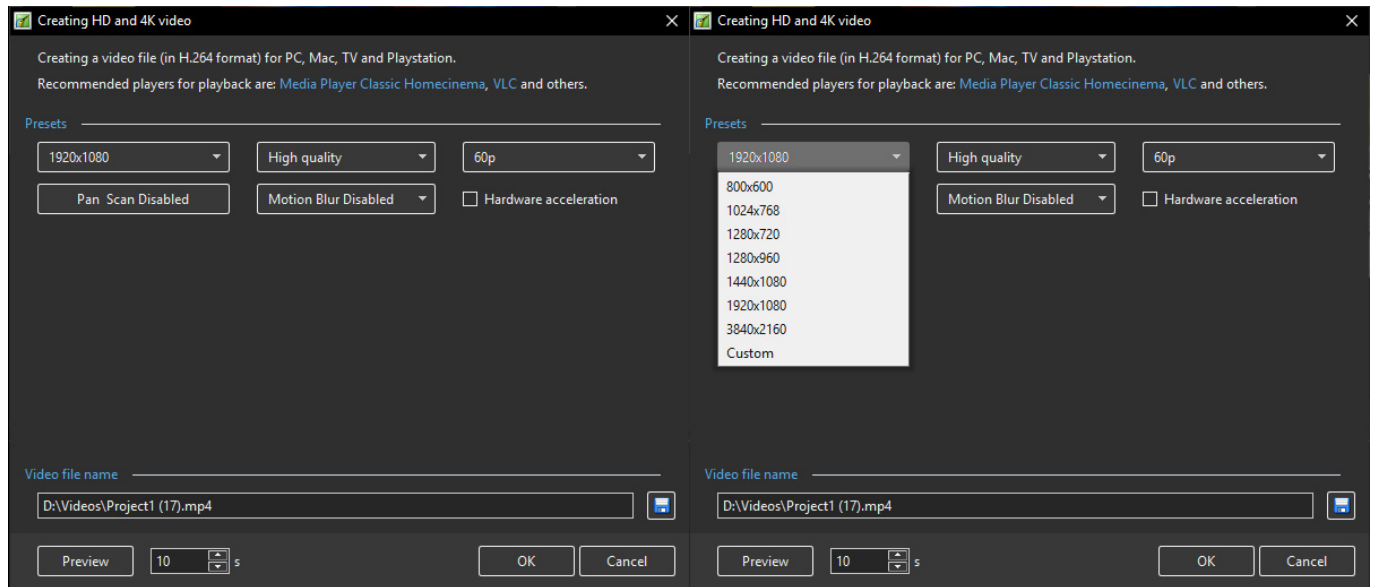 Creating HD and 4K video
Creating a video file (in H.264 format) for PC, Mac, TV and Playstation.
Recommended players for playback are: Media Player Classic Homecinema, VLC and others.
Presets
1920x1080
High quality
60p
Pan Scan Disabled
Motion Blur Disabled
Hardware acceleration
Video file name
D:\Videos\Project1 (17).mp4
Preview
10
s
OK
Cancel
Creating HD and 4K video
Creating a video file (in H.264 format) for PC, Mac, TV and Playstation.
Recommended players for playback are: Media Player Classic Homecinema, VLC and others.
Presets
1920x1080
High quality
60p
800x600
1024x768
1280x720
1280x960
1440x1080
1920x1080
3840x2160
Custom
Motion Blur Disabled
Hardware acceleration
Video file name
D:\Videos\Project1 (17).mp4
Preview
10
s
OK
Cancel